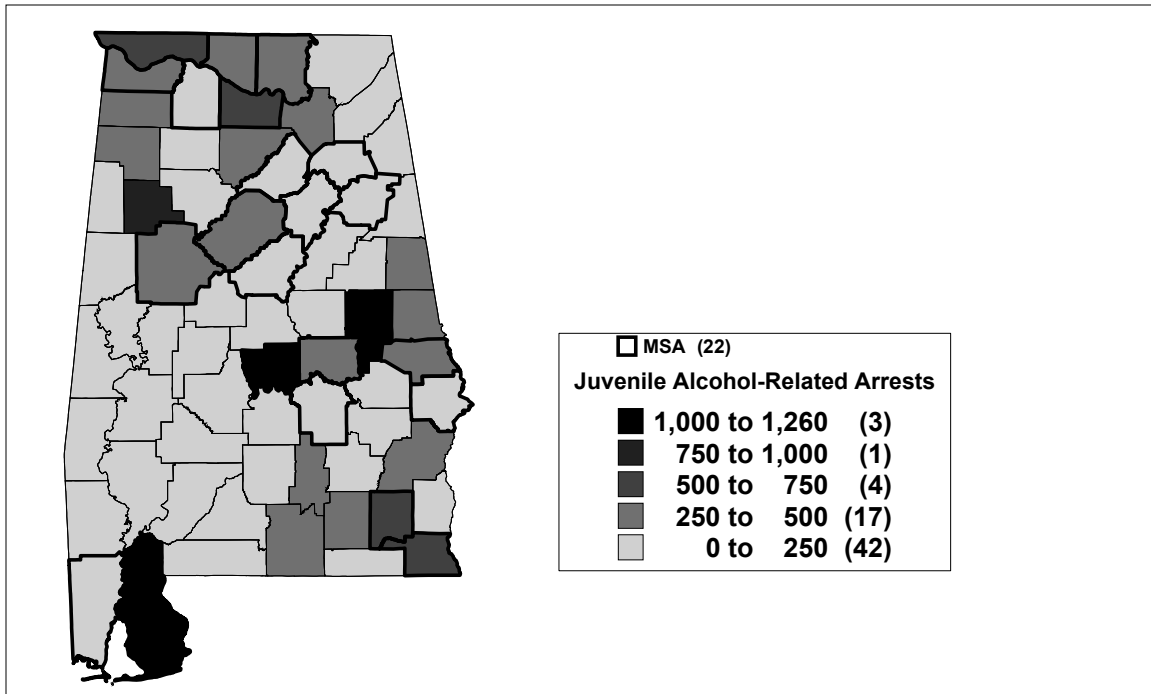 MSA (22)
Juvenile Alcohol-Related Arrests
1,000 to 1,260 (3)
750 to 1,000 (1)
500 to 750 (4)
250 to 500 (17)
0 to 250 (42)